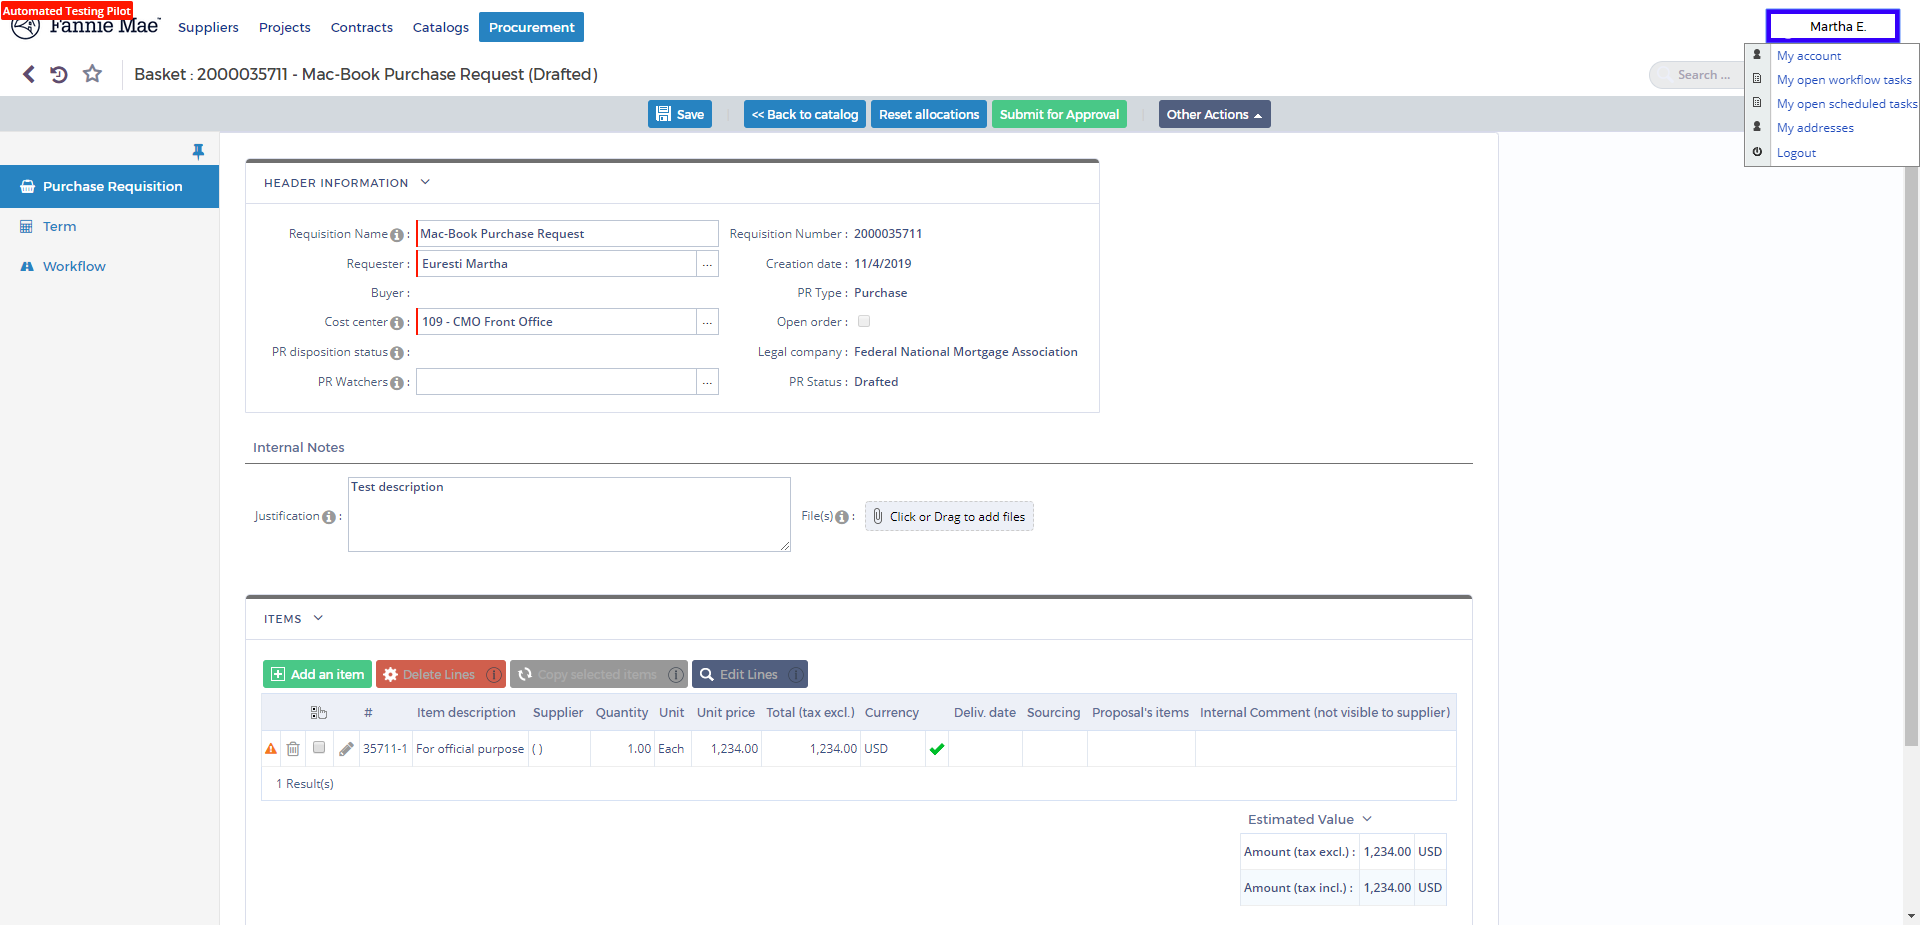 Automated Testing Pilot
Fannie Mae™
Suppliers
Projects
Contracts
Catalogs
Procurement
Martha E.
My account
My open workflow tasks
My open scheduled tasks
My addresses
Logout
Basket : 2000035711 - Mac-Book Purchase Request (Drafted)
Search ...
Save
<< Back to catalog
Reset allocations
Submit for Approval
Other Actions
Purchase Requisition
Term
Workflow
HEADER INFORMATION
Requisition Name : Mac-Book Purchase Request
Requisition Number : 2000035711
Requester : Euresti Martha ...
Creation date : 11/4/2019
Buyer :
PR Type : Purchase
Cost center : 109 - CMO Front Office ...
Open order :
PR disposition status :
Legal company : Federal National Mortgage Association
PR Watchers : ...
PR Status : Drafted
Internal Notes
Justification : Test description
File(s) : Click or Drag to add files
ITEMS
Add an item
Delete Lines
Copy selected items
Edit Lines
# Item description Supplier Quantity Unit Unit price Total (tax excl.) Currency Deliv. date Sourcing Proposal's items Internal Comment (not visible to supplier)
35711-1 For official purpose ( ) 1.00 Each 1,234.00 1,234.00 USD
1 Result(s)
Estimated Value
Amount (tax excl.) : 1,234.00 USD
Amount (tax incl.) : 1,234.00 USD